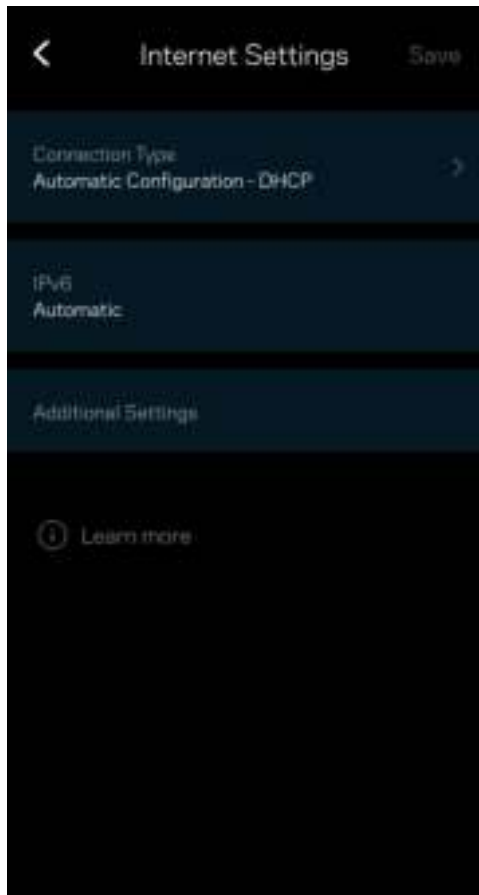 Internet Settings Save
Connection Type
Automatic Configuration - DHCP
IPv6
Automatic
Additional Settings
Learn more